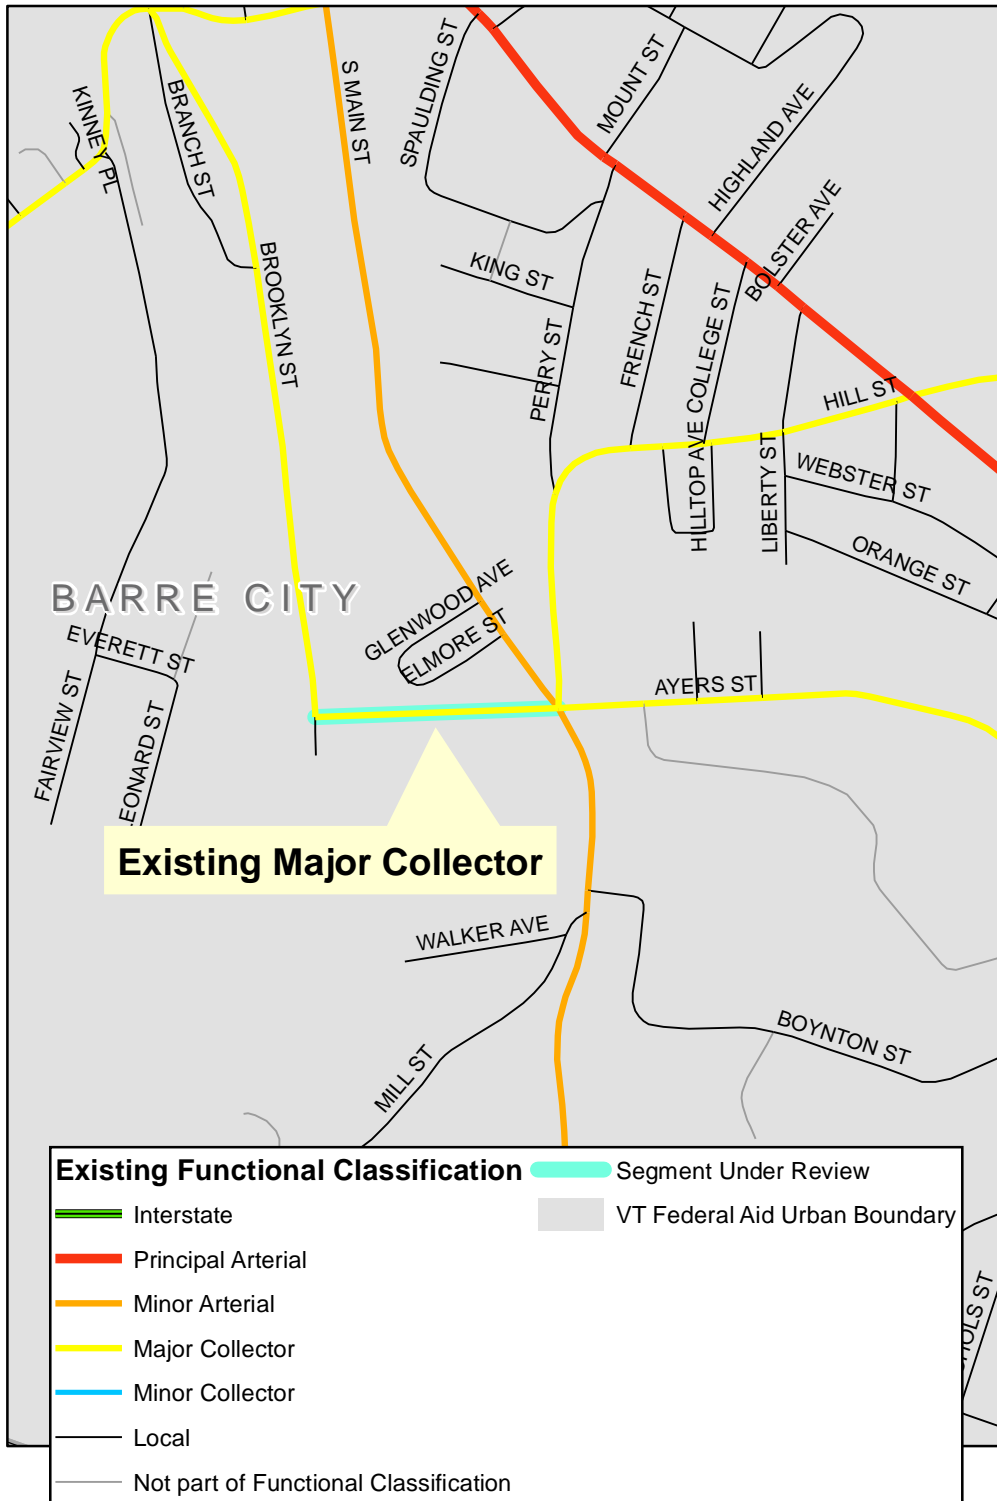 SPAULDING ST
MOUNT ST
S MAIN ST
KINNEY PL
BRANCH ST
HIGHLAND AVE
BOLSTER AVE
BROOKLYN ST
KING ST
FRENCH ST
COLLEGE ST
PERRY ST
HILL ST
HILLTOP AVE
LIBERTY ST
WEBSTER ST
ORANGE ST
BARRE CITY
GLENWOOD AVE
ELMORE ST
EVERETT ST
FAIRVIEW ST
EONARD ST
AYERS ST
Existing Major Collector
WALKER AVE
BOYNTON ST
MILL ST
Existing Functional Classification
Segment Under Review
Interstate
VT Federal Aid Urban Boundary
Principal Arterial
Minor Arterial
Major Collector
Minor Collector
Local
Not part of Functional Classification
HOLS ST